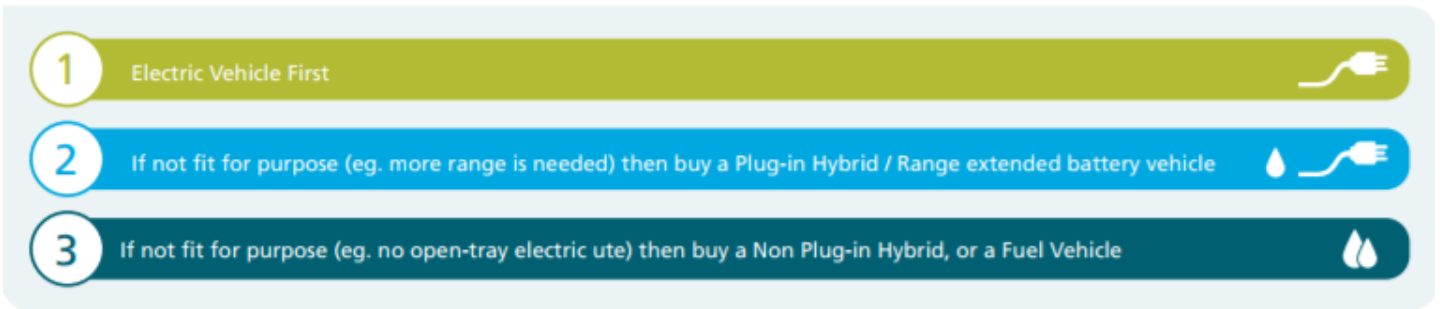 1
Electric Vehicle First
2
If not fit for purpose (eg. more range is needed) then buy a Plug-in Hybrid / Range extended battery vehicle
3
If not fit for purpose (eg. no open-tray electric ute) then buy a Non Plug-in Hybrid, or a Fuel Vehicle